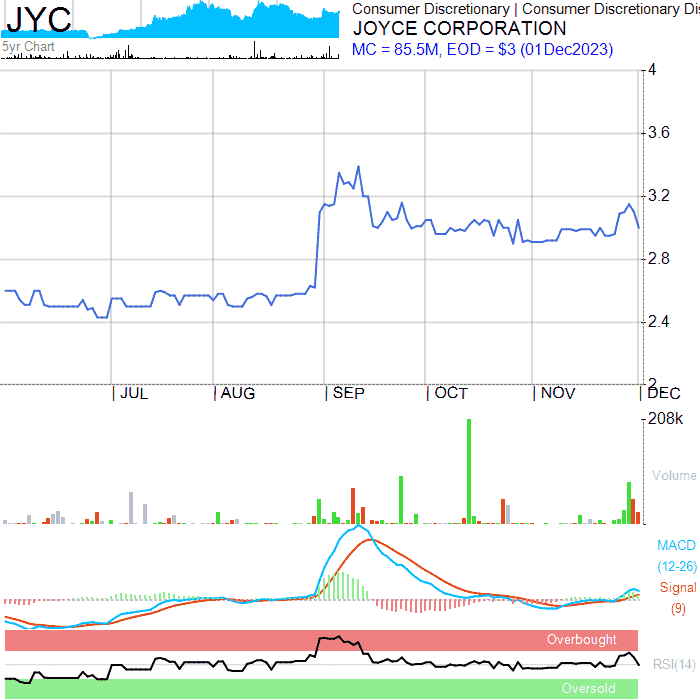 JYC
5yr Chart
Consumer Discretionary | Consumer Discretionary Dis
JOYCE CORPORATION
MC = 85.5M, EOD = $3 (01Dec2023)
4
3.6
3.2
2.8
2.4
2
JUL AUG SEP OCT NOV DEC
208k
Volume
MACD
(12-26)
Signal
(9)
Overbought
RSI(14)
Oversold